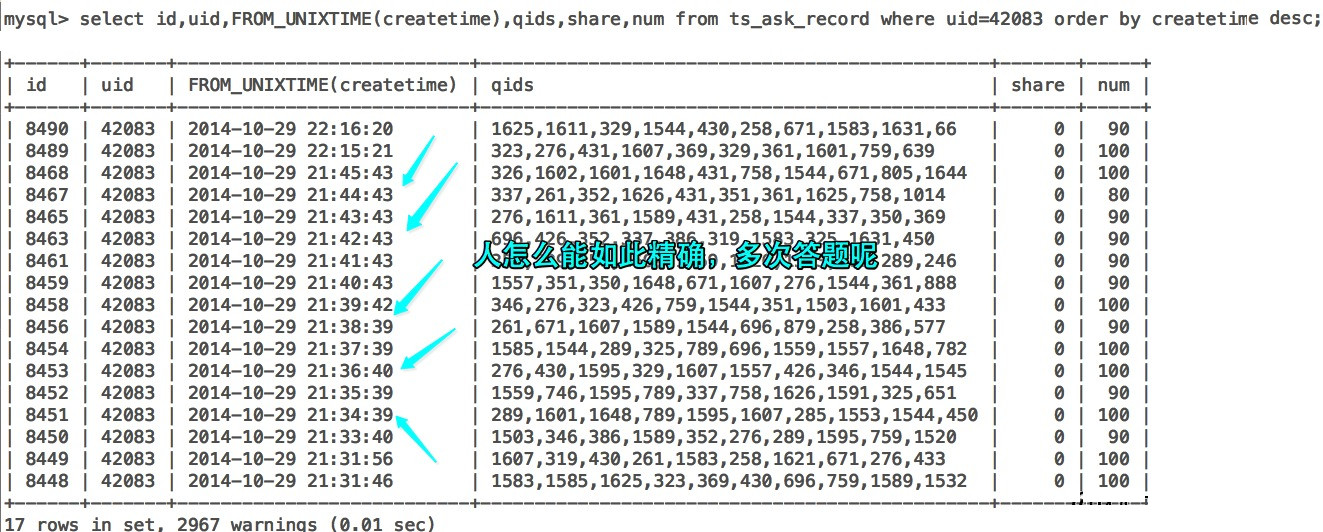 mysql> select id,uid,FROM_UNIXTIME(createtime),qids,share,num from ts_ask_record where uid=42083 order by createtime desc;
| id | uid | FROM_UNIXTIME(createtime) | qids | share | num |
| 8490 | 42083 | 2014-10-29 22:16:20 | 1625,1611,329,1544,430,258,671,1583,1631,66 | 0 | 90 |
| 8489 | 42083 | 2014-10-29 22:15:21 | 323,276,431,1607,369,329,361,1601,759,639 | 0 | 100 |
| 8468 | 42083 | 2014-10-29 21:45:43 | 326,1602,1601,1648,431,758,1544,671,805,1644 | 0 | 100 |
| 8467 | 42083 | 2014-10-29 21:44:43 | 337,261,352,1626,431,351,361,1625,758,1014 | 0 | 80 |
| 8465 | 42083 | 2014-10-29 21:43:43 | 276,1611,361,1589,431,258,1544,337,350,369 | 0 | 90 |
| 8463 | 42083 | 2014-10-29 21:42:43 | 696,426,352,337,386,319,1583,325,1631,450 | 0 | 90 |
人怎么能如此精确，多次答题呢
| 8461 | 42083 | 2014-10-29 21:41:43 | 289,246 | 0 | 90 |
| 8459 | 42083 | 2014-10-29 21:40:43 | 1557,351,350,1648,671,1607,276,1544,361,888 | 0 | 90 |
| 8458 | 42083 | 2014-10-29 21:39:42 | 346,276,323,426,759,1544,351,1503,1601,433 | 0 | 100 |
| 8456 | 42083 | 2014-10-29 21:38:39 | 261,671,1607,1589,1544,696,879,258,386,577 | 0 | 90 |
| 8454 | 42083 | 2014-10-29 21:37:39 | 1585,1544,289,325,789,696,1559,1557,1648,782 | 0 | 100 |
| 8453 | 42083 | 2014-10-29 21:36:40 | 276,430,1595,329,1607,1557,426,346,1544,1545 | 0 | 100 |
| 8452 | 42083 | 2014-10-29 21:35:39 | 1559,746,1595,789,337,758,1626,1591,325,651 | 0 | 90 |
| 8451 | 42083 | 2014-10-29 21:34:39 | 289,1601,1648,789,1595,1607,285,1553,1544,450 | 0 | 100 |
| 8450 | 42083 | 2014-10-29 21:33:40 | 1503,346,386,1589,352,276,289,1595,759,1520 | 0 | 90 |
| 8449 | 42083 | 2014-10-29 21:31:56 | 1607,319,430,261,1583,258,1621,671,276,433 | 0 | 100 |
| 8448 | 42083 | 2014-10-29 21:31:46 | 1583,1585,1625,323,369,430,696,759,1589,1532 | 0 | 100 |
17 rows in set, 2967 warnings (0.01 sec)